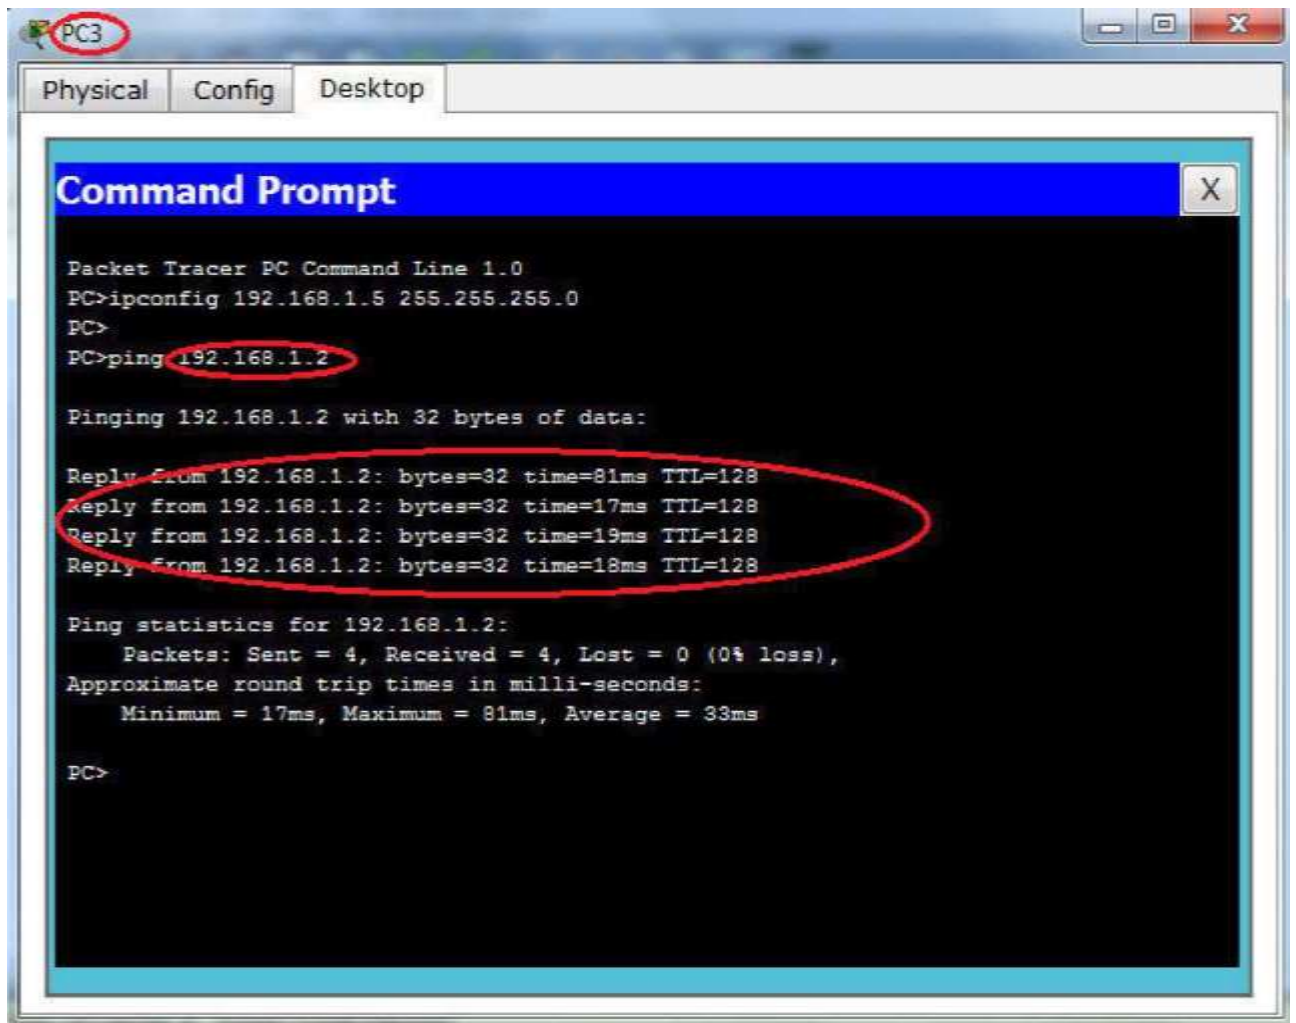 PC3
Physical Config Desktop
Command Prompt
X
Packet Tracer PC Command Line 1.0
PC>ipconfig 192.168.1.5 255.255.255.0
PC>
PC>ping 192.168.1.2
Pinging 192.168.1.2 with 32 bytes of data:
Reply from 192.168.1.2: bytes=32 time=81ms TTL=128
Reply from 192.168.1.2: bytes=32 time=17ms TTL=128
Reply from 192.168.1.2: bytes=32 time=19ms TTL=128
Reply from 192.168.1.2: bytes=32 time=18ms TTL=128
Ping statistics for 192.168.1.2:
Packets: Sent = 4, Received = 4, Lost = 0 (0% loss),
Approximate round trip times in milli-seconds:
Minimum = 17ms, Maximum = 81ms, Average = 33ms
PC>